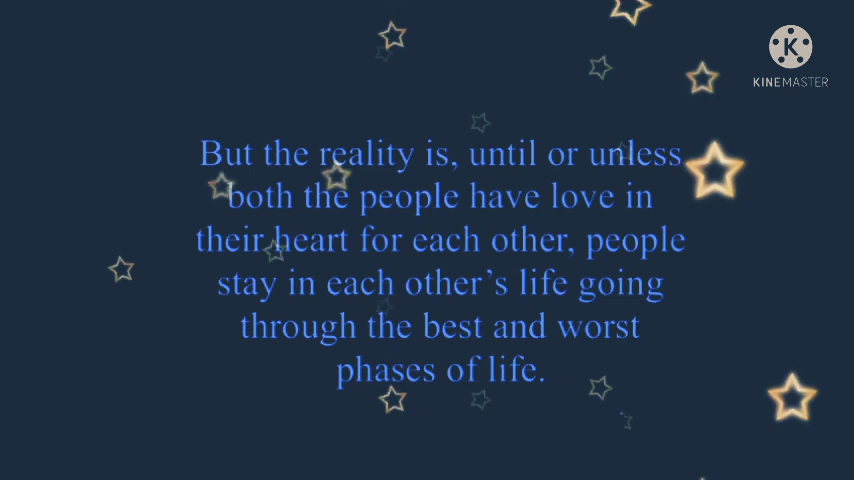 KINEMASTER
But the reality is, until or unless
both the people have love in
their heart for each other, people
stay in each other’s life going
through the best and worst
phases of life.